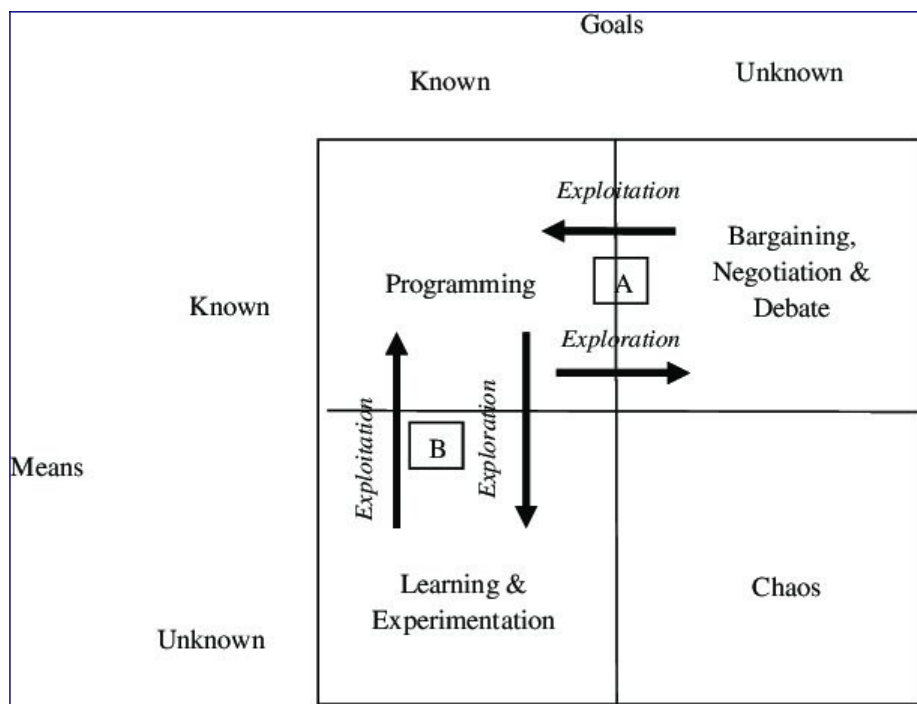 Goals
Known
Unknown
Exploitation
Bargaining,
Negotiation &
Debate
Programming
A
Known
Exploration
Exploitation
B
Exploration
Means
Learning &
Experimentation
Chaos
Unknown